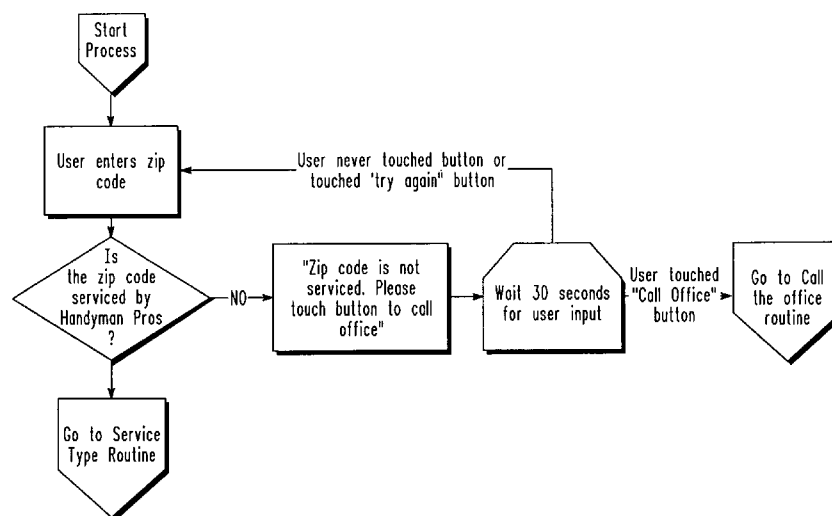 Start
Process
User enters zip
code
User never touched button or
touched 'try again" button
Is
the zip code
serviced by
Handyman Pros
?
NO
"Zip code is not
serviced. Please
touch button to call
office"
Wait 30 seconds
for user input
User touched
"Call Office"
button
Go to Call
the office
routine
Go to Service
Type Routine